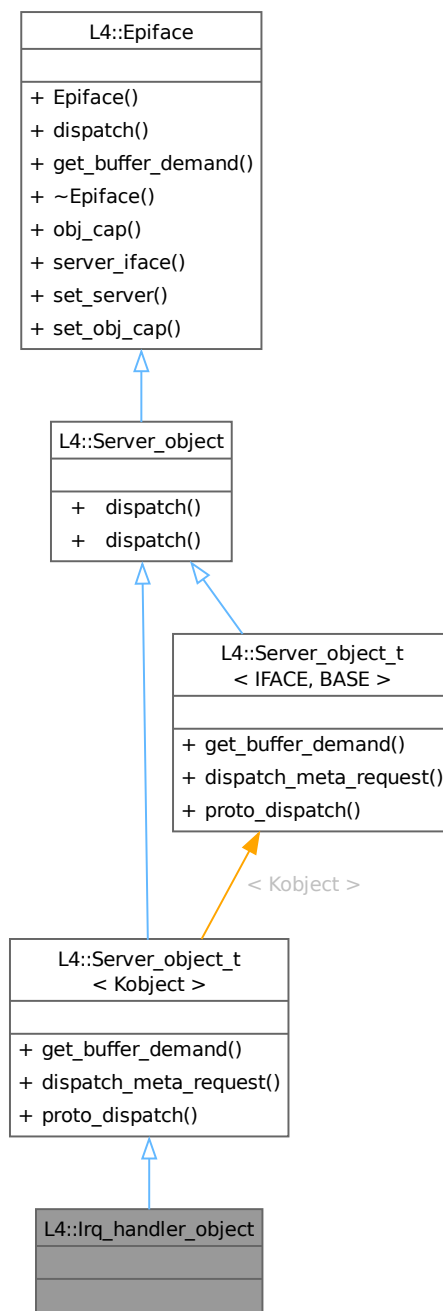 L4::Epiface
+ Epiface()
+ dispatch()
+ get_buffer_demand()
+ ~Epiface()
+ obj_cap()
+ server_iface()
+ set_server()
+ set_obj_cap()
L4::Server_object
+ dispatch()
+ dispatch()
L4::Server_object_t
< IFACE, BASE >
+ get_buffer_demand()
+ dispatch_meta_request()
+ proto_dispatch()
< Kobject >
L4::Server_object_t
< Kobject >
+ get_buffer_demand()
+ dispatch_meta_request()
+ proto_dispatch()
L4::Irq_handler_object